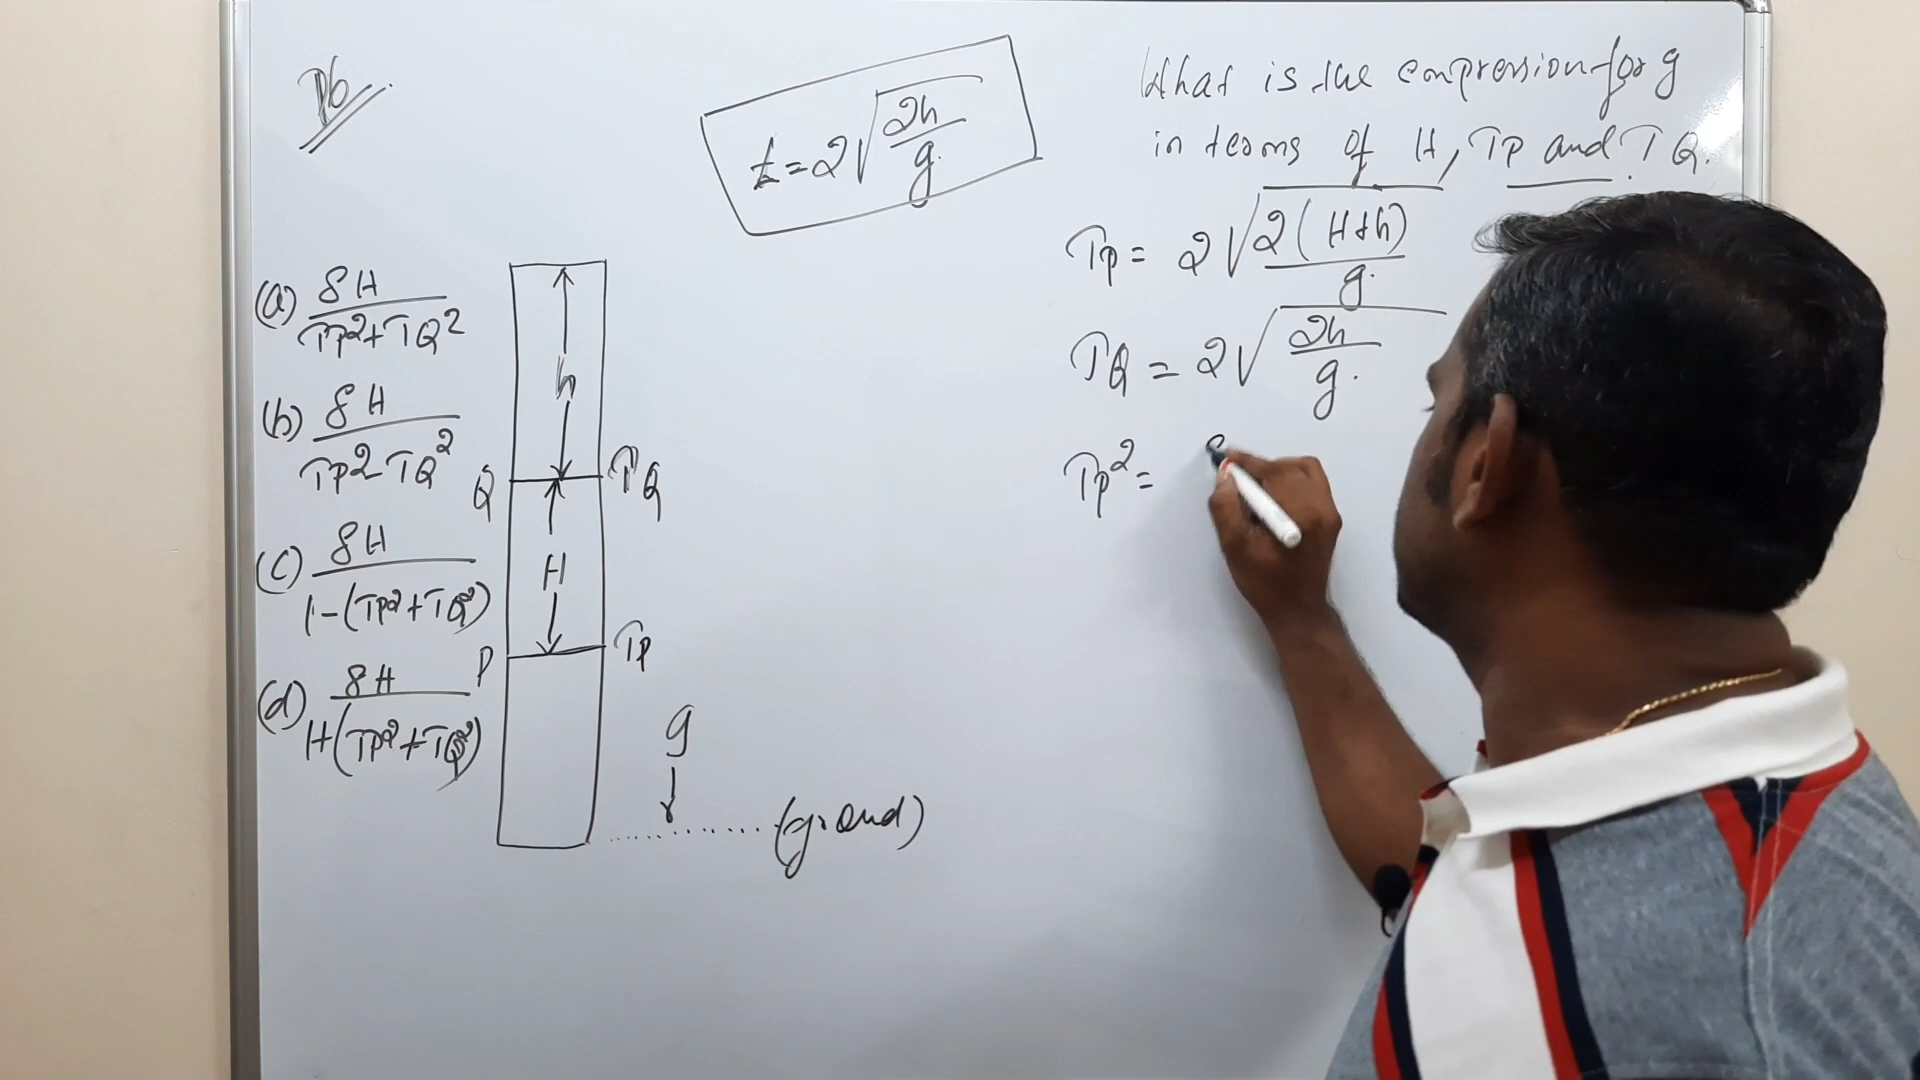 P6
t = 2√(2h/g)
What is the expression for g
in terms of H, TP and TQ.
TP = 2√(2(H+h)/g)
TQ = 2√(2h/g)
TP² =
(a) 8H/(TP²+TQ²)
(b) 8H/(TP²-TQ²)
(c) 8H/(1-(TP²+TQ²))
(d) 8H/(H(TP²+TQ²))
h
Q TQ
H
P TP
g
(ground)